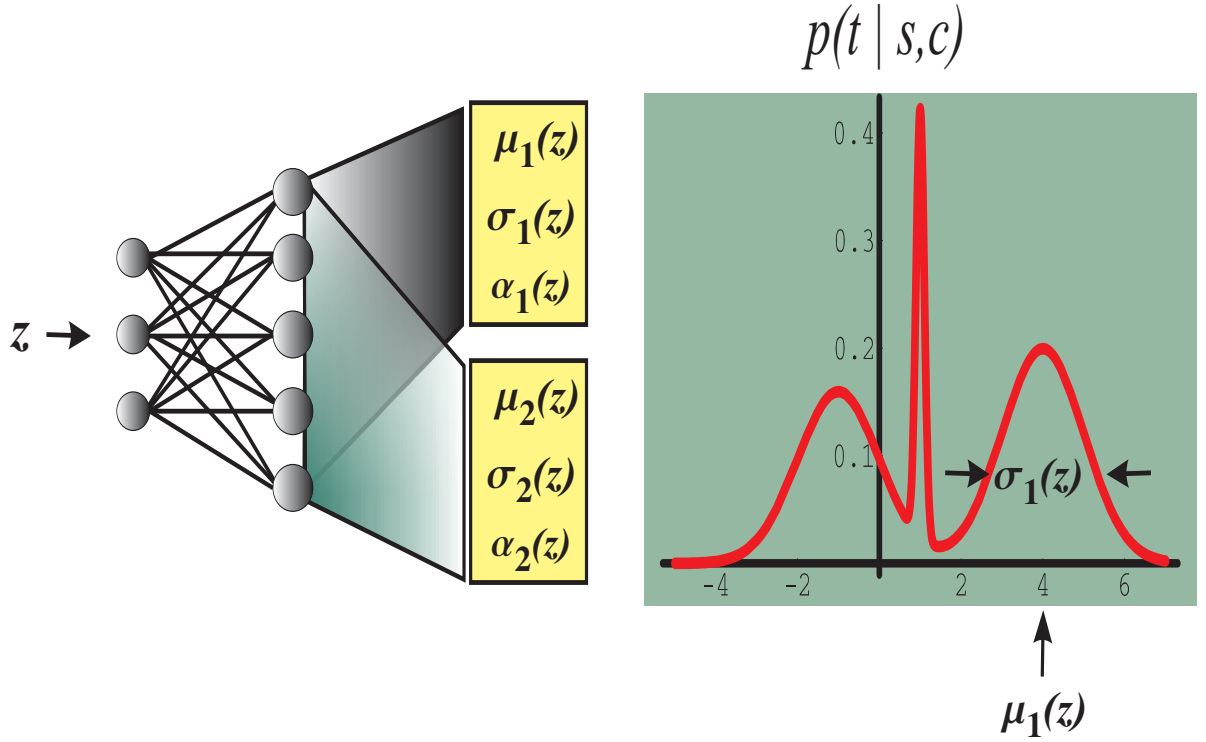 p(t | s,c)
z
μ1(z)
σ1(z)
α1(z)
μ2(z)
σ2(z)
α2(z)
0.4
0.3
0.2
0.1
σ1(z)
-4 -2 2 4 6
μ1(z)